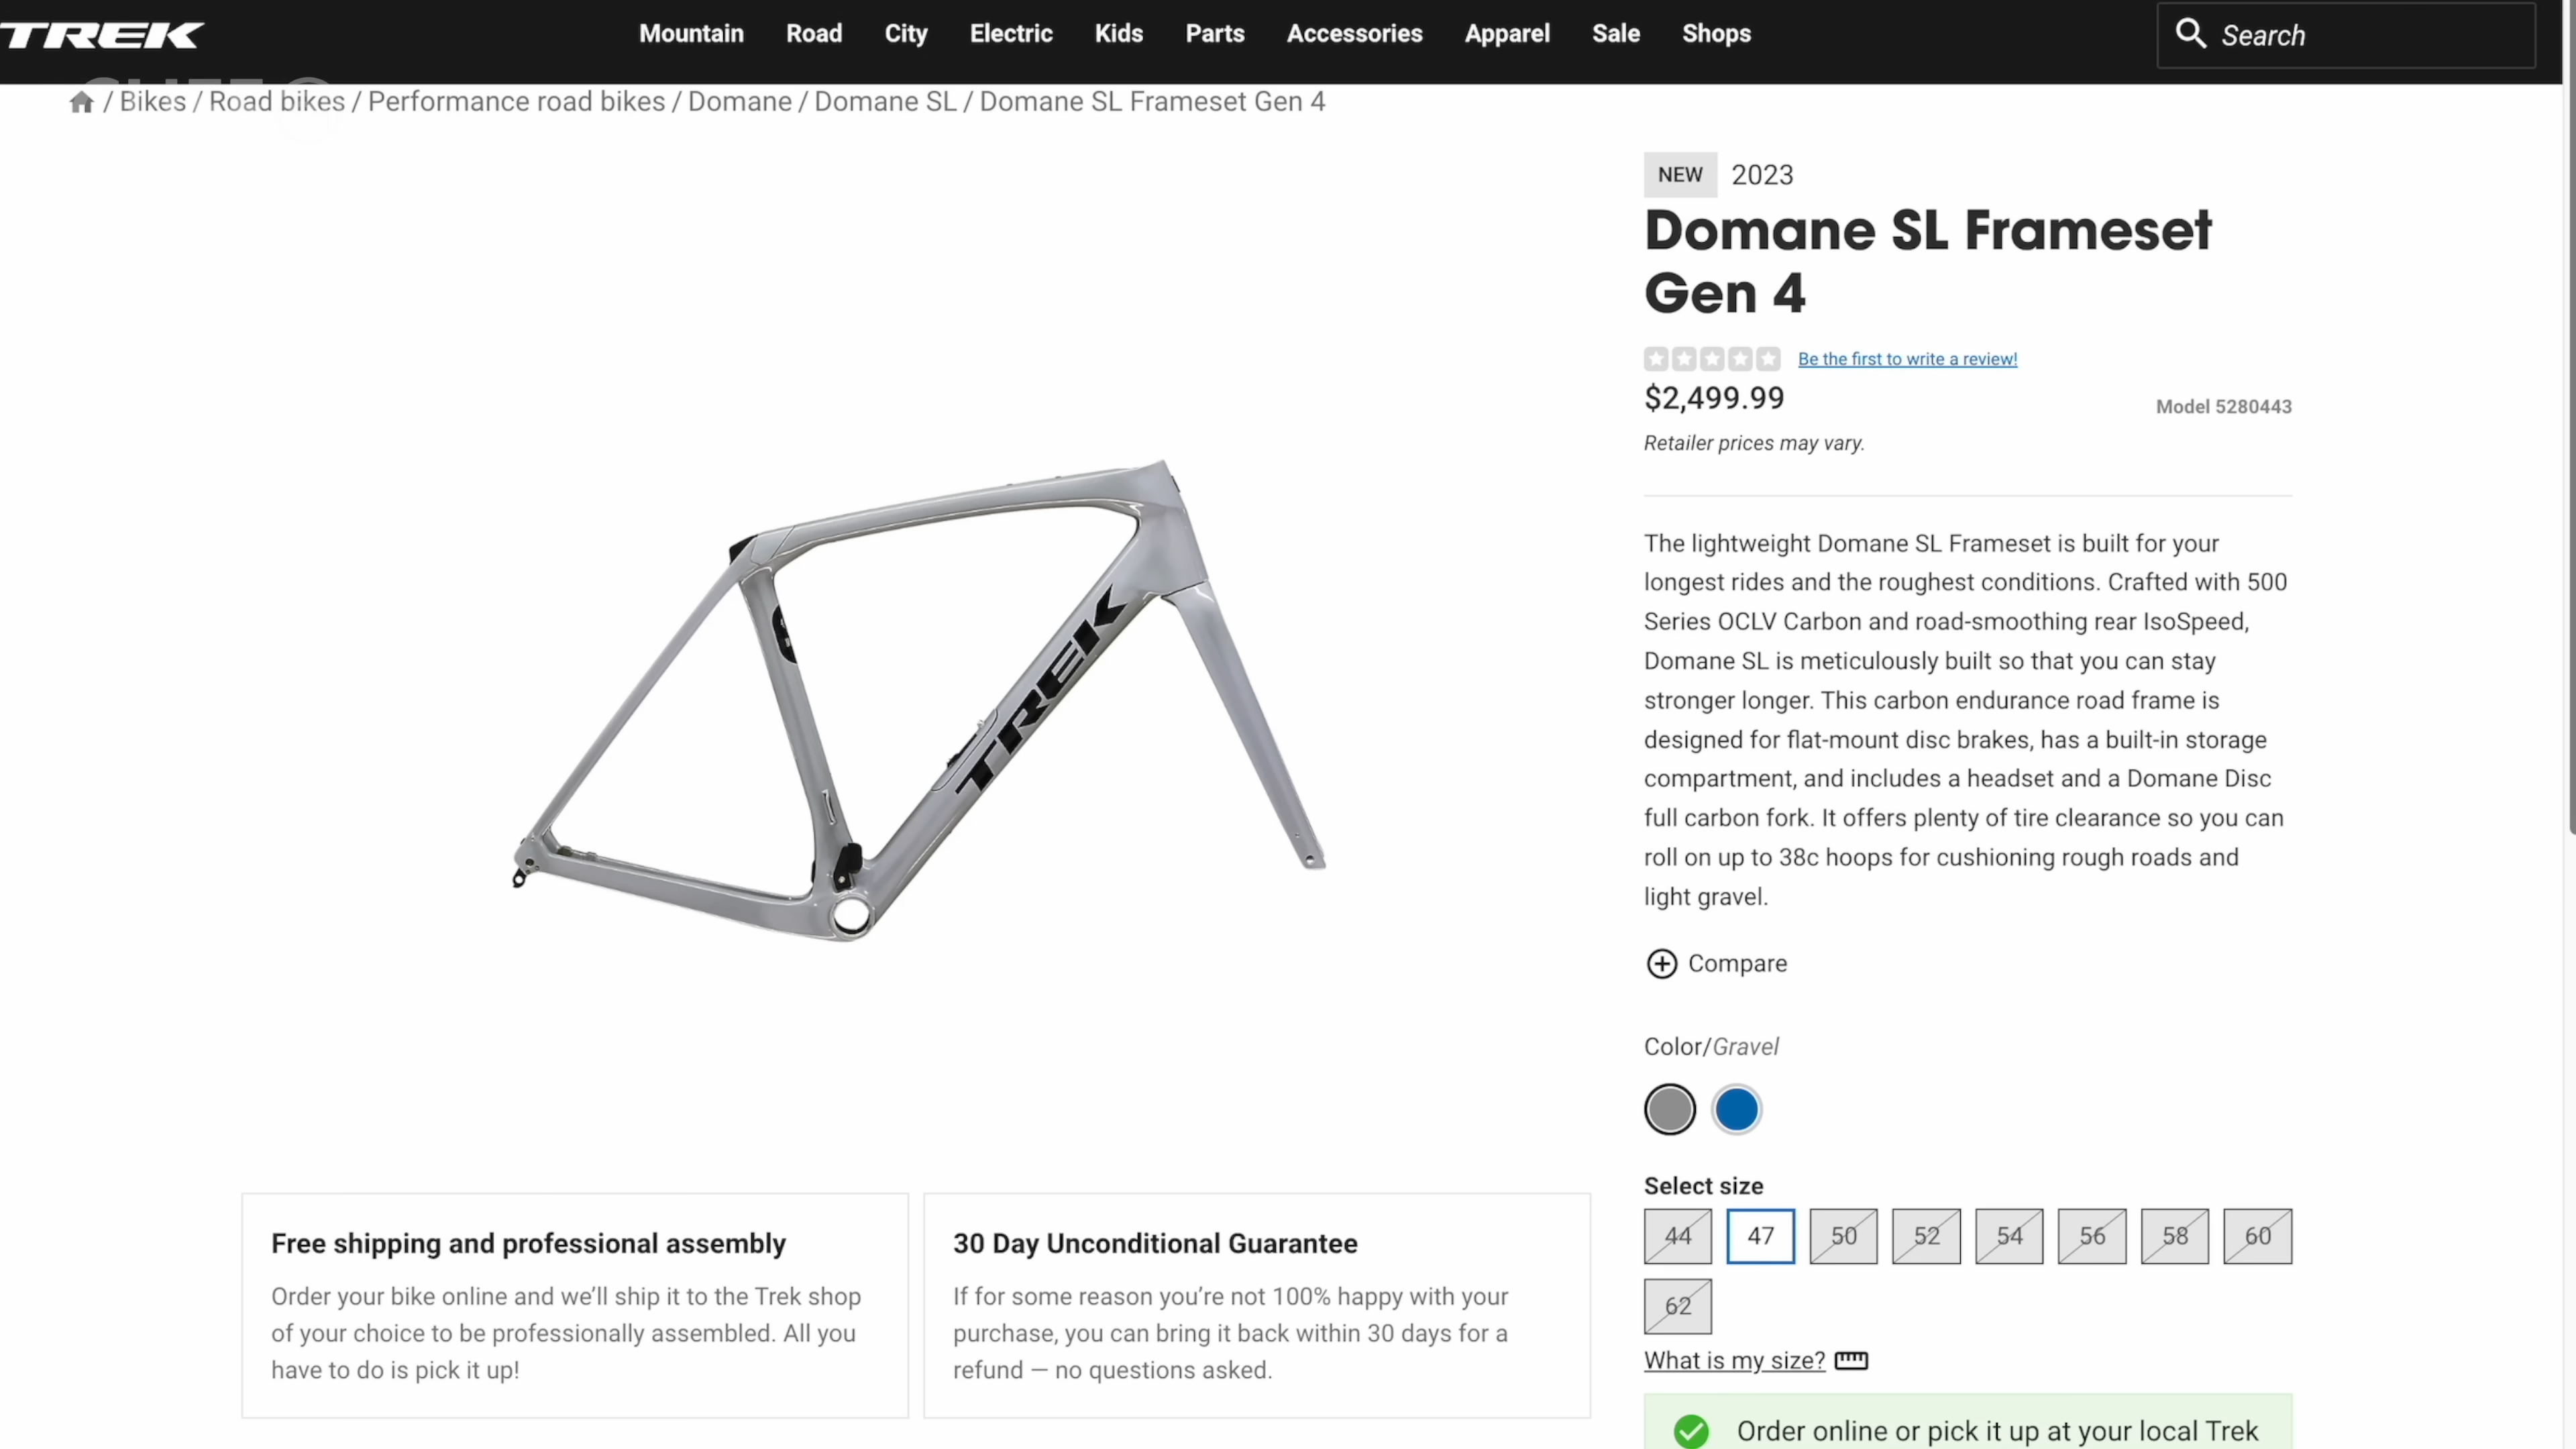 TREK
Mountain Road City Electric Kids Parts Accessories Apparel Sale Shops
Search
/ Bikes / Road bikes / Performance road bikes / Domane / Domane SL / Domane SL Frameset Gen 4
NEW 2023
Domane SL Frameset
Gen 4
Be the first to write a review!
$2,499.99
Model 5280443
Retailer prices may vary.
The lightweight Domane SL Frameset is built for your
longest rides and the roughest conditions. Crafted with 500
Series OCLV Carbon and road-smoothing rear IsoSpeed,
Domane SL is meticulously built so that you can stay
stronger longer. This carbon endurance road frame is
designed for flat-mount disc brakes, has a built-in storage
compartment, and includes a headset and a Domane Disc
full carbon fork. It offers plenty of tire clearance so you can
roll on up to 38c hoops for cushioning rough roads and
light gravel.
TREK
Compare
Color/Gravel
Select size
44 47 50 52 54 56 58 60
62
What is my size?
Order online or pick it up at your local Trek
Free shipping and professional assembly
Order your bike online and we’ll ship it to the Trek shop
of your choice to be professionally assembled. All you
have to do is pick it up!
30 Day Unconditional Guarantee
If for some reason you’re not 100% happy with your
purchase, you can bring it back within 30 days for a
refund — no questions asked.